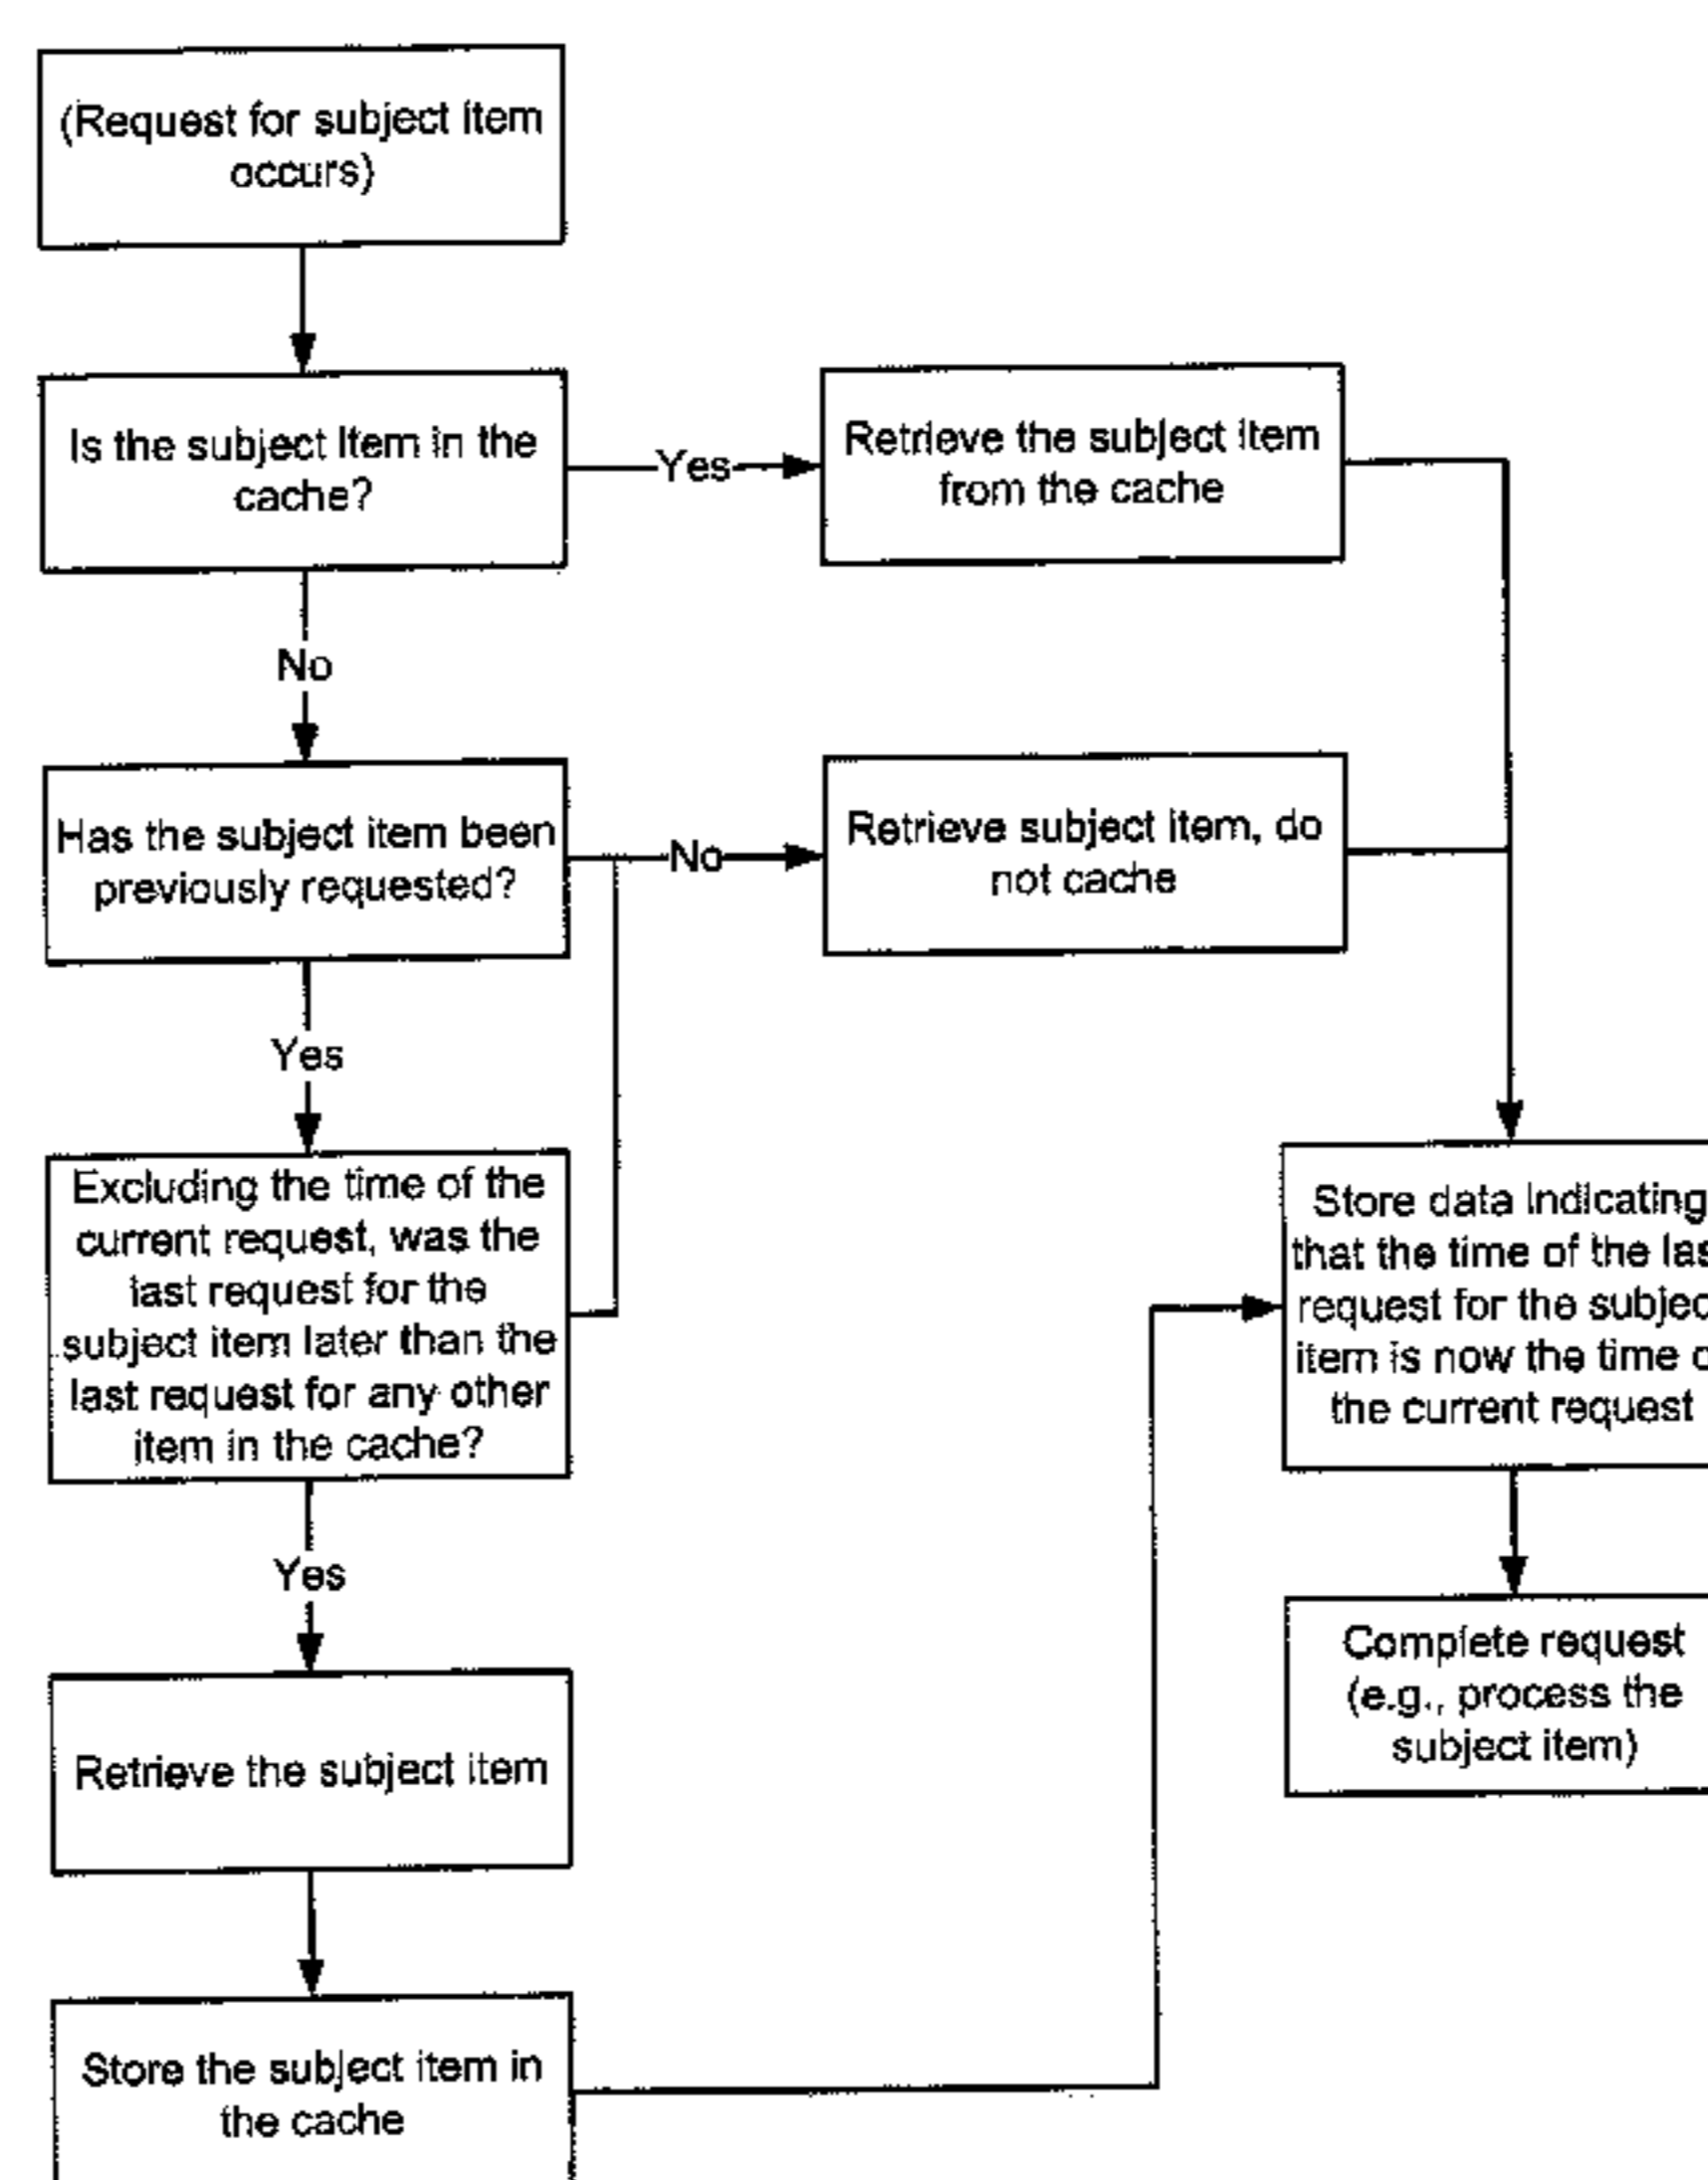 (Request for subject item
occurs)
Is the subject item in the
cache?
Yes
Retrieve the subject item
from the cache
No
Has the subject item been
previously requested?
No
Retrieve subject item, do
not cache
Yes
Excluding the time of the
current request, was the
last request for the
subject item later than the
last request for any other
item in the cache?
Store data indicating
that the time of the las
request for the subjec
item is now the time o
the current request
Yes
Complete request
(e.g., process the
subject item)
Retrieve the subject item
Store the subject item in
the cache